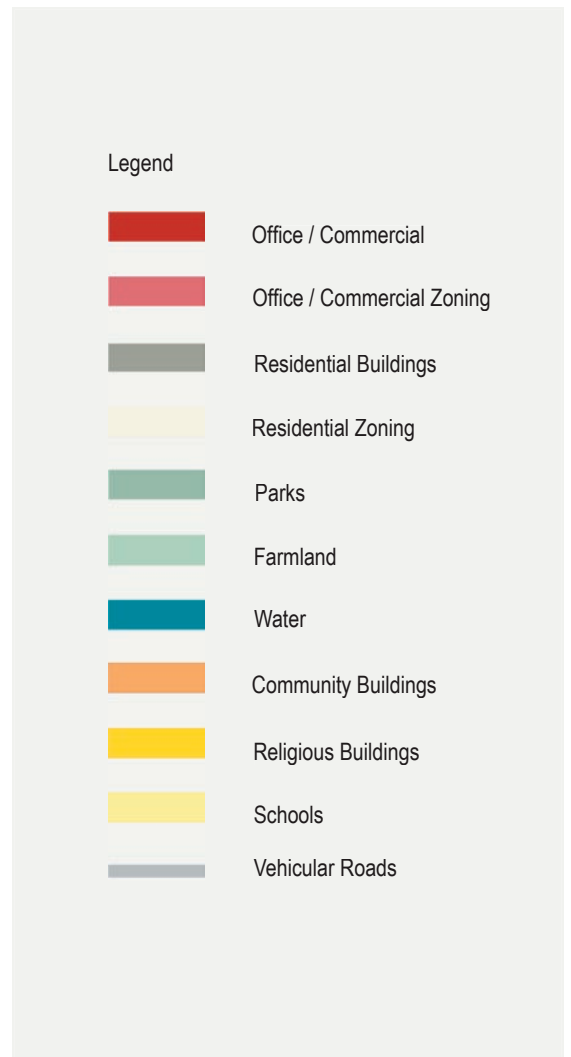 Legend
Office / Commercial
Office / Commercial Zoning
Residential Buildings
Residential Zoning
Parks
Farmland
Water
Community Buildings
Religious Buildings
Schools
Vehicular Roads